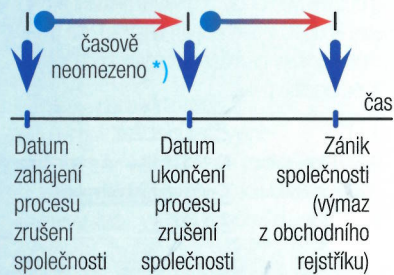 časově
neomezeno *)
čas
Datum
zahájení
procesu
zrušení
společnosti
Datum
ukončení
procesu
zrušení
společnosti
Zánik
společnosti
(výmaz
z obchodního
rejstříku)